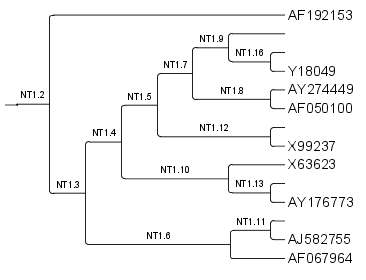 AF192153
NT1.9
NT1.16
NT1.7
Y18049
AY274449
NT1.2
NT1.8
NT1.5
AF050100
NT1.12
NT1.4
X99237
X63623
NT1.10
NT1.3
NT1.13
AY176773
NT1.11
NT1.6
AJ582755
AF067964